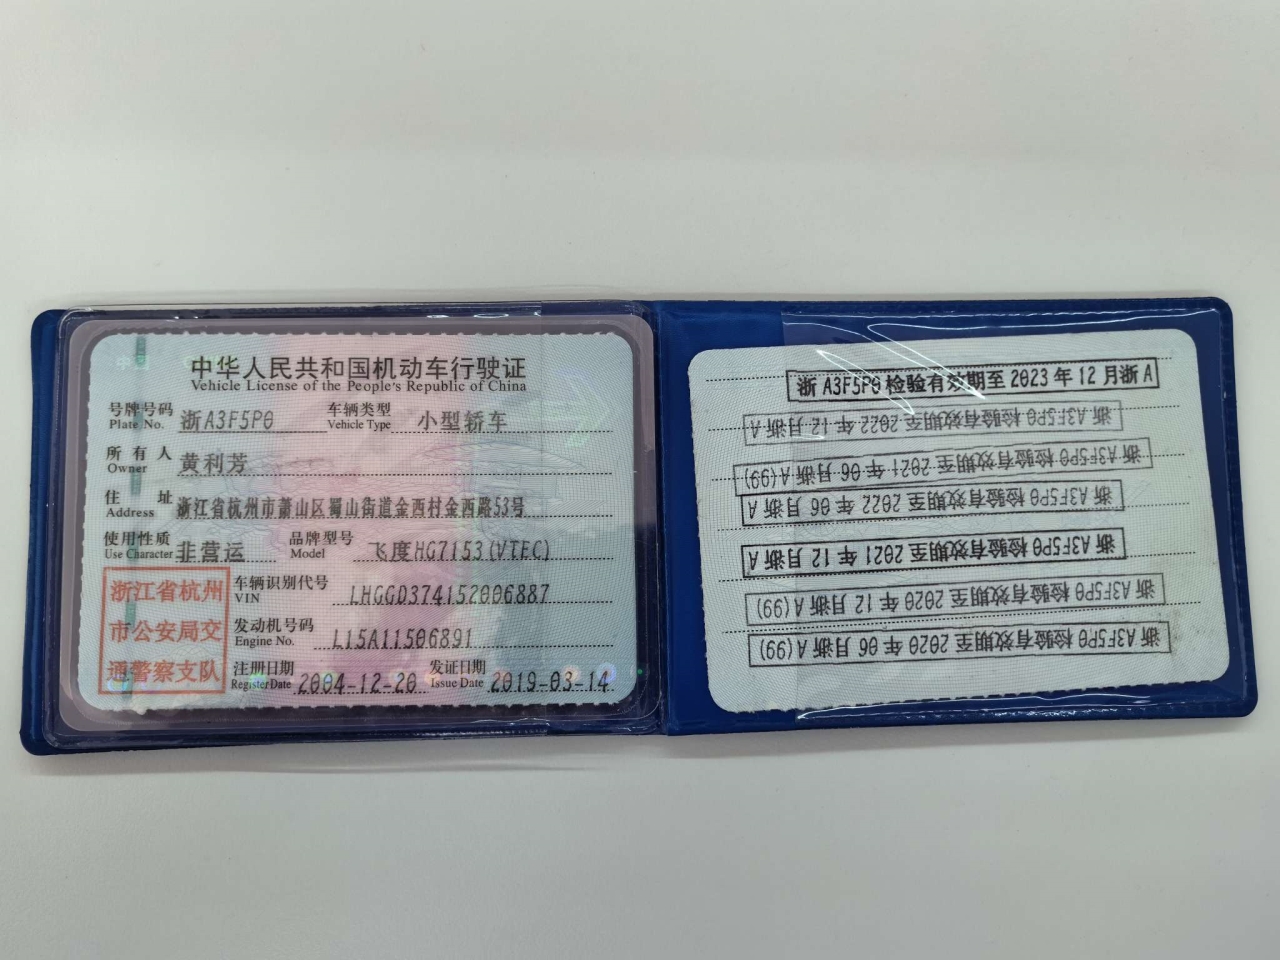 中华人民共和国机动车行驶证
Vehicle License of the People's Republic of China
号牌号码 浙A3F5P0 车辆类型 小型轿车
Plate No. Vehicle Type
所有人 黄利芳
Owner
住址 浙江省杭州市萧山区蜀山街道金西村金西路53号
Address
使用性质 非营运 品牌型号 飞度HG7153(VTEC)
Use Character Model
浙江省杭州
市公安局交
通警察支队
车辆识别代号 LHGGD374152006887
VIN
发动机号码 L15A11506891
Engine No.
注册日期 2004-12-20 发证日期 2019-03-14
Register Date Issue Date
浙A3F5P0检验有效期至2023年12月浙A
浙A3F5P0检验有效期至2022年12月浙A
浙A3F5P0检验有效期至2021年06月浙A(99)
浙A3F5P0检验有效期至2022年06月浙A
浙A3F5P0检验有效期至2021年12月浙A
浙A3F5P0检验有效期至2020年12月浙A(99)
浙A3F5P0检验有效期至2020年06月浙A(99)